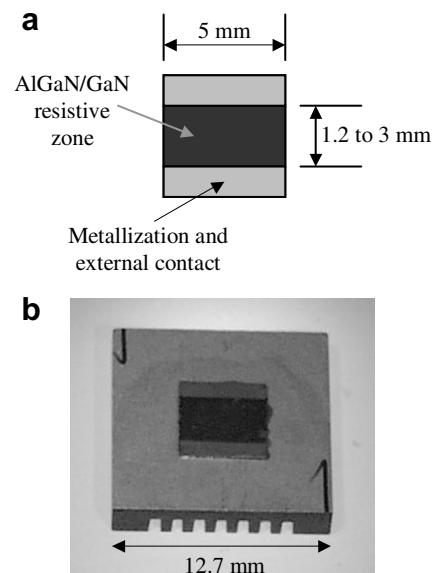 a
5 mm
AlGaN/GaN
resistive
zone
1.2 to 3 mm
Metallization and
external contact
b
12.7 mm